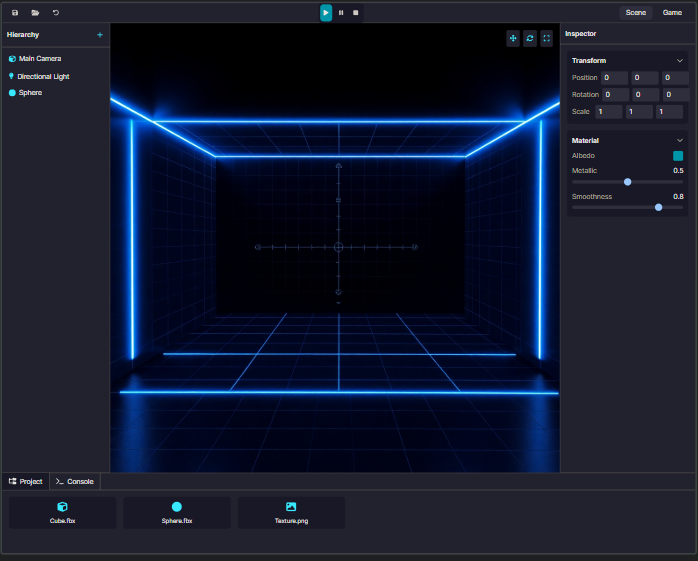 Scene Game
Hierarchy +
Main Camera
Directional Light
Sphere
Inspector
Transform
Position 0 0 0
Rotation 0 0 0
Scale 1 1 1
Material
Albedo
Metallic 0.5
Smoothness 0.8
Project Console
Cube.fbx Sphere.fbx Texture.png